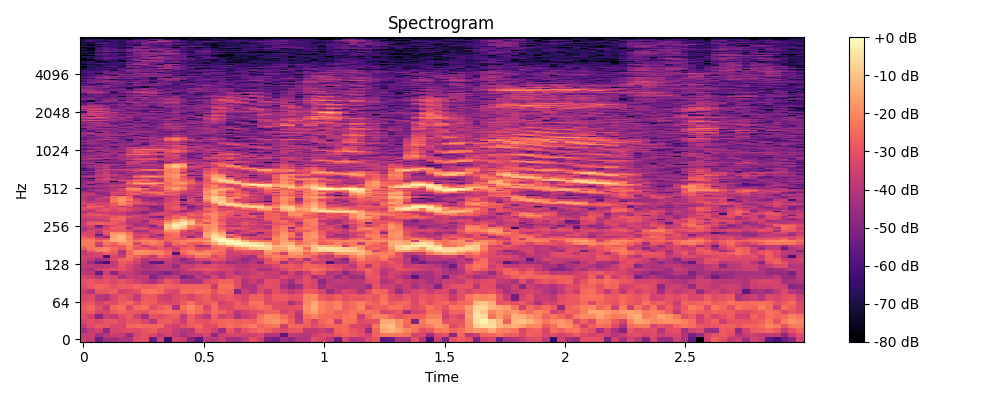 Spectrogram
Hz
4096
2048
1024
512
256
128
64
0
0
0.5
1
1.5
2
2.5
Time
+0 dB
-10 dB
-20 dB
-30 dB
-40 dB
-50 dB
-60 dB
-70 dB
-80 dB